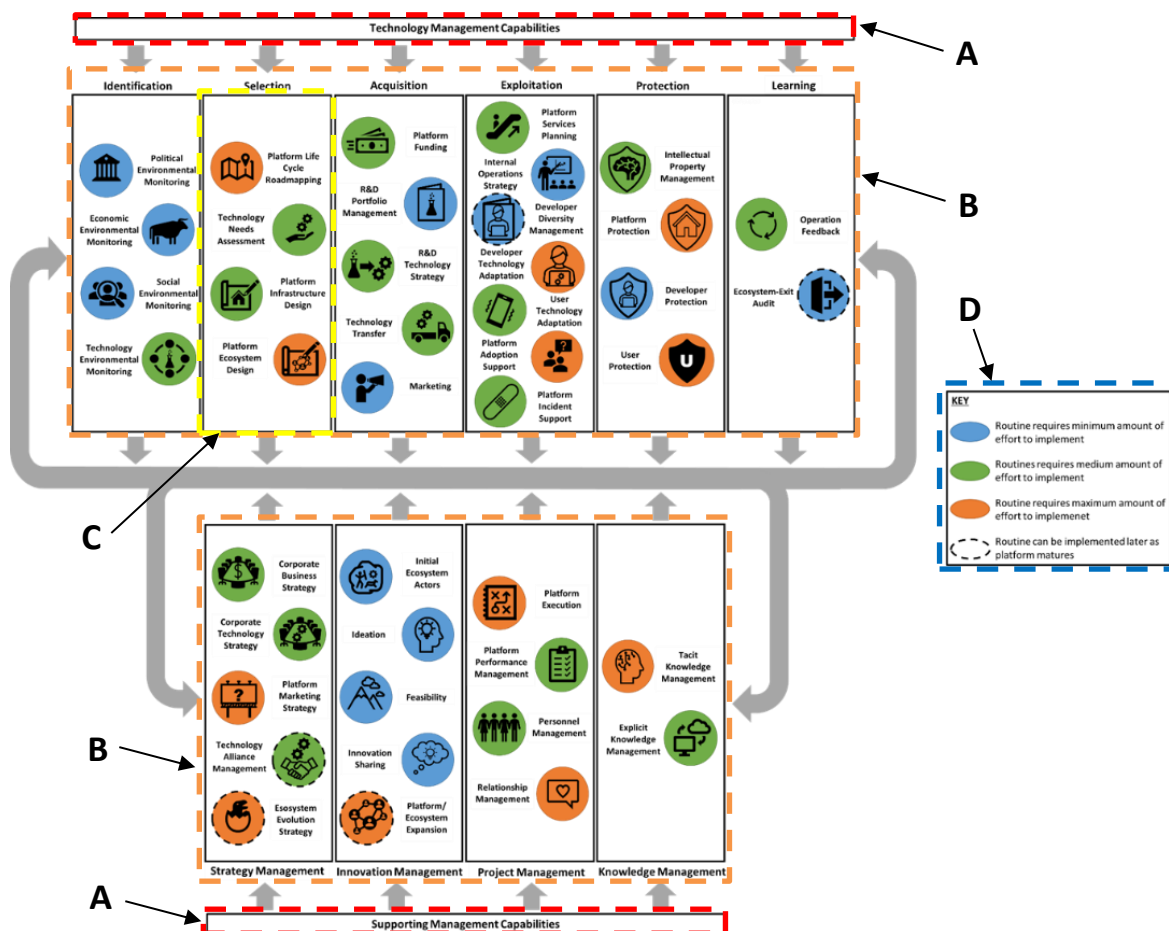 Technology Management Capabilities
A
Identification
Selection
Acquisition
Exploitation
Protection
Learning
Political
Environmental
Monitoring
Economic
Environmental
Monitoring
Social
Environmental
Monitoring
Technology
Environmental
Monitoring
Platform Life
Cycle
Roadmapping
Technology
Needs
Assessment
Platform
Infrastructure
Design
Platform
Ecosystem
Design
Platform
Funding
R&D
Portfolio
Management
R&D
Technology
Strategy
Technology
Transfer
Marketing
Platform
Services
Planning
Internal
Operations
Strategy
Developer
Diversity
Management
Developer
Technology
Adaptation
User
Technology
Adaptation
Platform
Adoption
Support
Platform
Incident
Support
Intellectual
Property
Management
Platform
Protection
Developer
Protection
User
Protection
U
Operation
Feedback
Ecosystem-Exit
Audit
B
C
D
KEY
Routine requires minimum amount of
effort to implement
Routines requires medium amount of
effort to implement
Routine requires maximum amount of
effort to implemenet
Routine can be implemented later as
platform matures
Corporate
Business
Strategy
Corporate
Technology
Strategy
Platform
Marketing
Strategy
?
Technology
Alliance
Management
Esosystem
Evolution
Strategy
Initial
Ecosystem
Actors
Ideation
Feasibility
Innovation
Sharing
Platform/
Ecosystem
Expansion
Platform
Execution
Platform
Performance
Management
Personnel
Management
Relationship
Management
Tacit
Knowledge
Management
Explicit
Knowledge
Management
B
Strategy Management
Innovation Management
Project Management
Knowledge Management
A
Supporting Management Capabilities